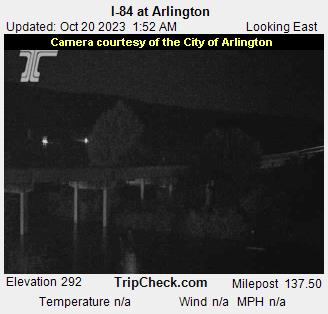 I-84 at Arlington
Updated: Oct 20 2023 1:52 AM Looking East
Camera courtesy of the City of Arlington
Elevation 292 TripCheck.com Milepost 137.50
Temperature n/a Wind n/a MPH n/a